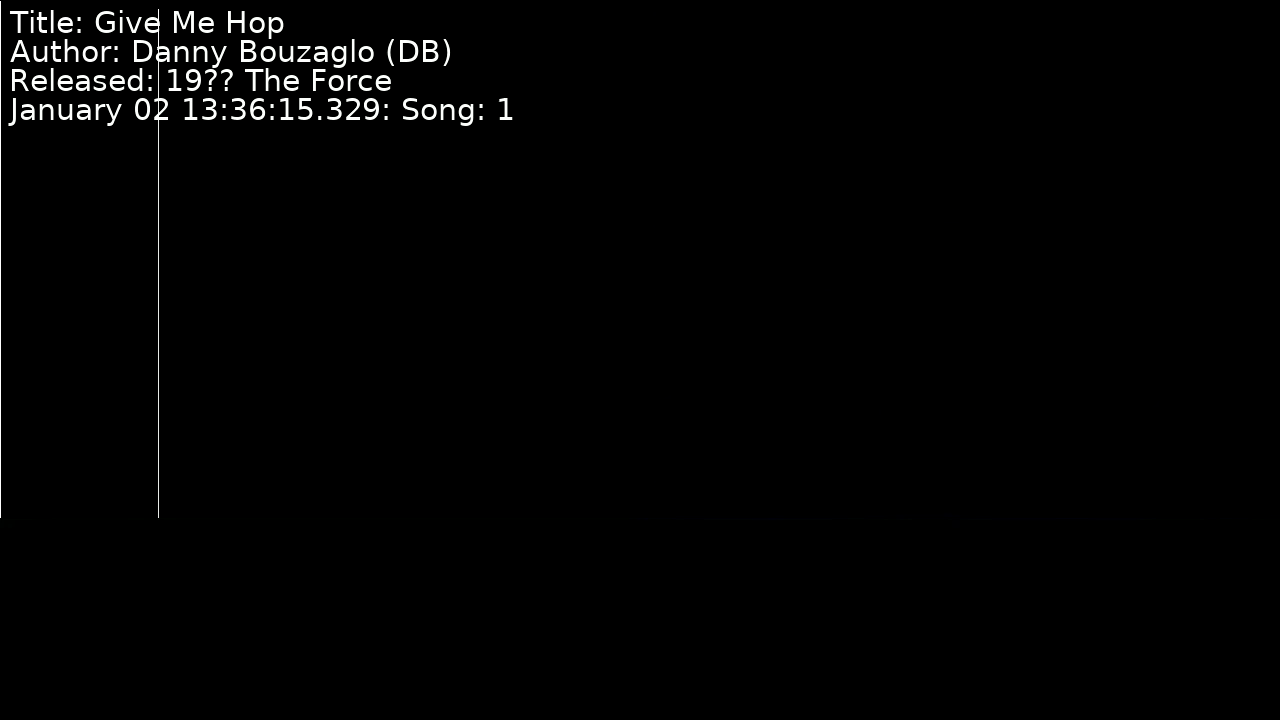 Title: Give Me Hop
Author: Danny Bouzaglo (DB)
Released: 19?? The Force
January 02 13:36:15.329: Song: 1